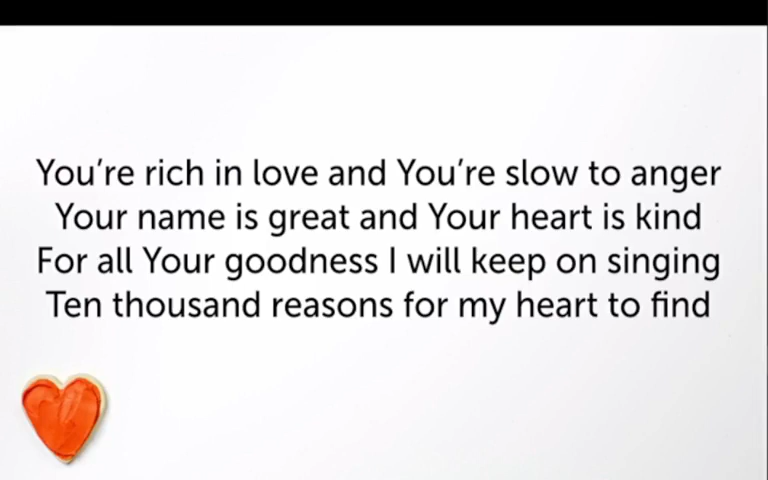 You’re rich in love and You’re slow to anger
Your name is great and Your heart is kind
For all Your goodness I will keep on singing
Ten thousand reasons for my heart to find